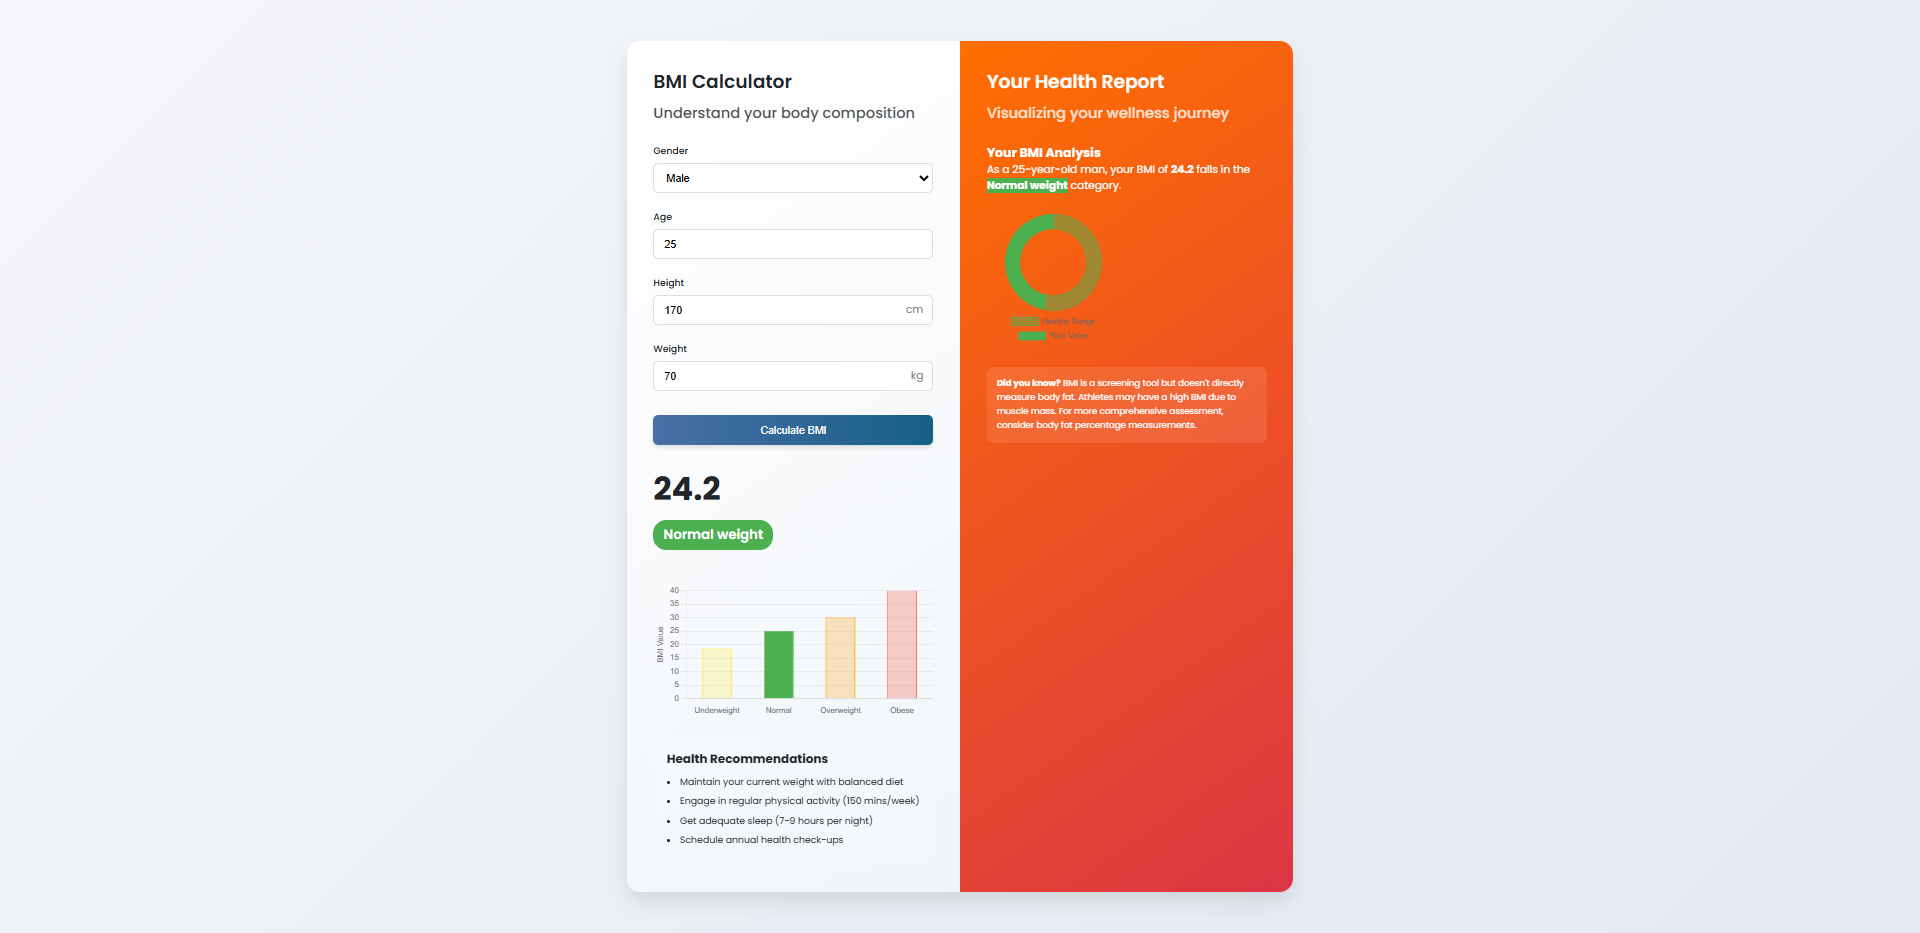 BMI Calculator
Understand your body composition
Gender
Male
Age
25
Height
170 cm
Weight
70 kg
Calculate BMI
24.2
Normal weight
40
35
30
25
20
15
10
5
0
BMI Value
Underweight Normal Overweight Obese
Health Recommendations
• Maintain your current weight with balanced diet
• Engage in regular physical activity (150 mins/week)
• Get adequate sleep (7-9 hours per night)
• Schedule annual health check-ups
Your Health Report
Visualizing your wellness journey
Your BMI Analysis
As a 25-year-old man, your BMI of 24.2 falls in the
Normal weight category.
Healthy Range
Your Value
Did you know? BMI is a screening tool but doesn't directly
measure body fat. Athletes may have a high BMI due to
muscle mass. For more comprehensive assessment,
consider body fat percentage measurements.